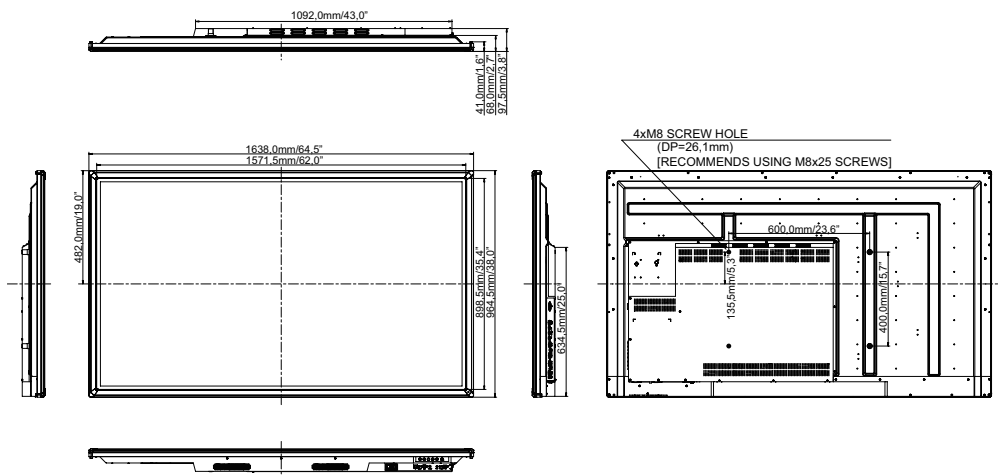 1092,0mm/43,0"
41.0mm/1.6"
68.0mm/2,7"
97.5mm/3.8"
4xM8 SCREW HOLE
(DP=26,1mm)
[RECOMMENDS USING M8x25 SCREWS]
1638.0mm/64,5"
1571,5mm/62,0"
482.0mm/19.0"
898,5mm/35,4"
964,5mm/38,0"
634,5mm/25,0"
600,0mm/23,6"
135,5mm/5,3"
400,0mm/15,7"